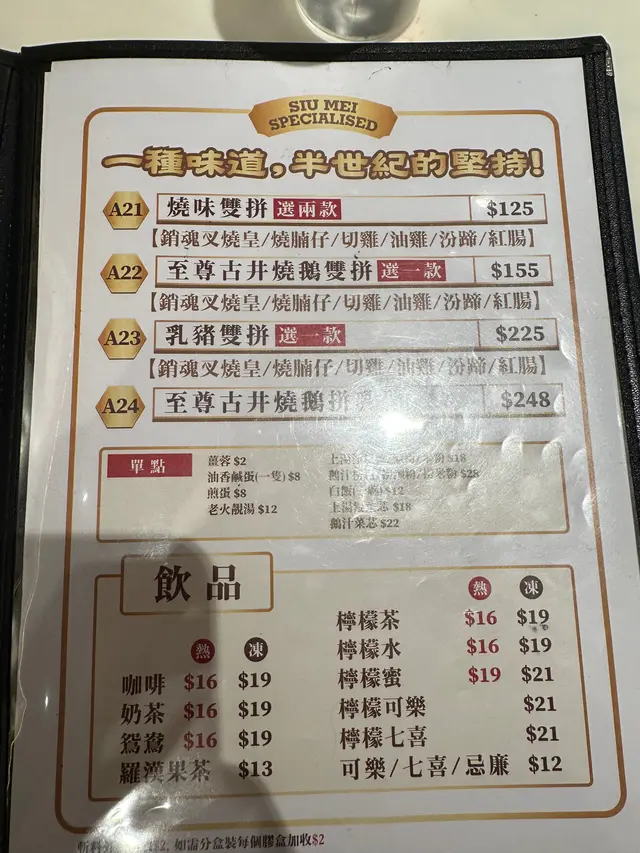 SIU MEI
SPECIALISED
一種味道,半世紀的堅持!
A21 燒味雙拼 選兩款 $125
【銷魂叉燒皇/燒腩仔/切雞/油雞/汾蹄/紅腸】
A22 至尊古井燒鵝雙拼 選一款 $155
【銷魂叉燒皇/燒腩仔/切雞/油雞/汾蹄/紅腸】
A23 乳豬雙拼 選一款 $225
【銷魂叉燒皇/燒腩仔/切雞/油雞/汾蹄/紅腸】
A24 至尊古井燒鵝拼 $248
單點
薑蓉 $2
油香鹹蛋(一隻) $8
煎蛋 $8
老火靚湯 $12
上湯 $18
鵝汁 $28
白飯 $12
上湯 菜芯 $18
鵝汁菜芯 $22
飲品
熱 凍
咖啡 $16 $19
奶茶 $16 $19
鴛鴦 $16 $19
羅漢果茶 $13
熱 凍
檸檬茶 $16 $19
檸檬水 $16 $19
檸檬蜜 $19 $21
檸檬可樂 $21
檸檬七喜 $21
可樂/七喜/忌廉 $12
$2, 如需分盒裝每個膠盒加收$2